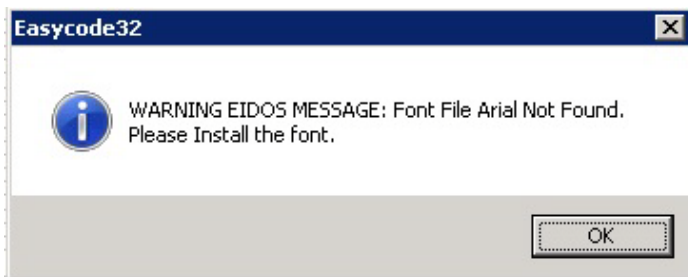 Easycode32
WARNING EIDOS MESSAGE: Font File Arial Not Found.
Please Install the font.
OK